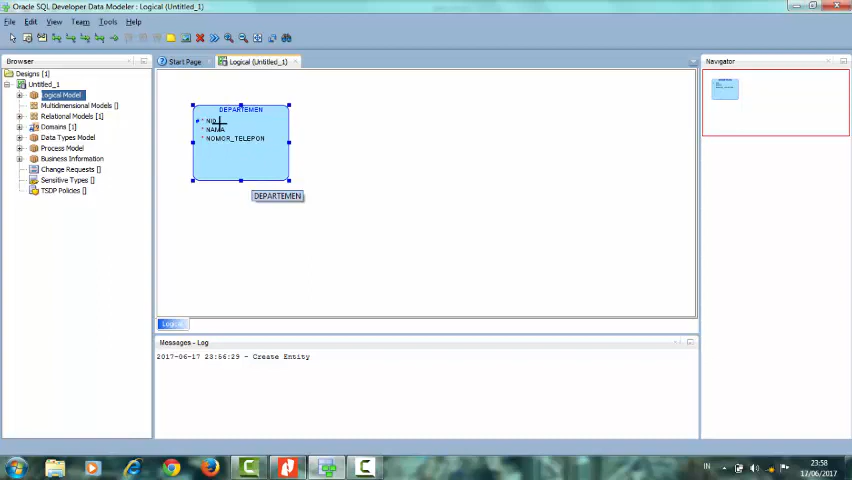 Oracle SQL Developer Data Modeler : Logical (Untitled_1)
File Edit View Team Tools Help
Browser
Start Page
Logical (Untitled_1)
Navigator
Designs [1]
Untitled_1
Logical Model
Multidimensional Models []
Relational Models [1]
Domains [1]
Data Types Model
Process Model
Business Information
Change Requests []
Sensitive Types []
TSDP Policies []
DEPARTEMEN
# * NID
* NAMA
* NOMOR_TELEPON
DEPARTEMEN
Logical
Messages - Log
2017-06-17 23:56:29 - Create Entity
IN
23:58
17/06/2017